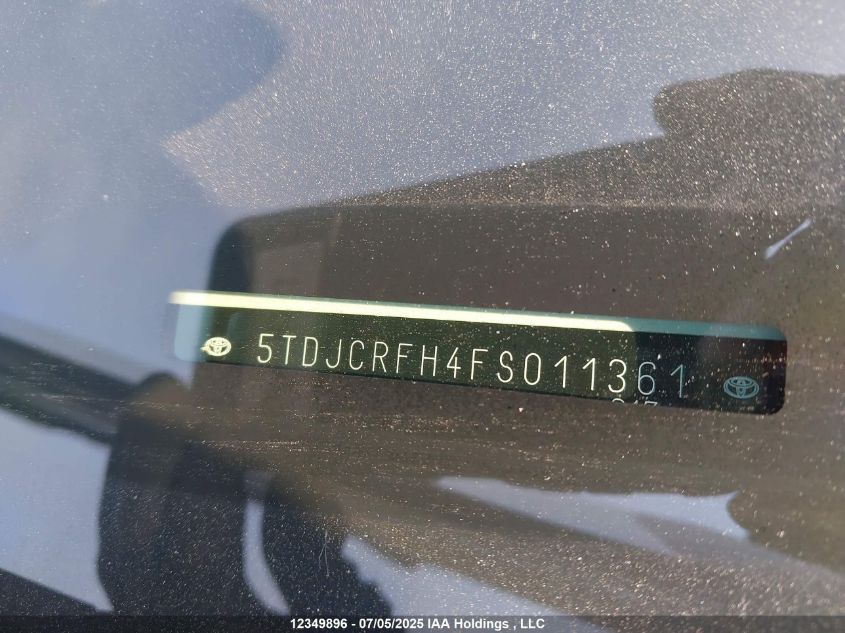 5TDJCRFH4FS011361
12349896 - 07/05/2025 IAA Holdings , LLC